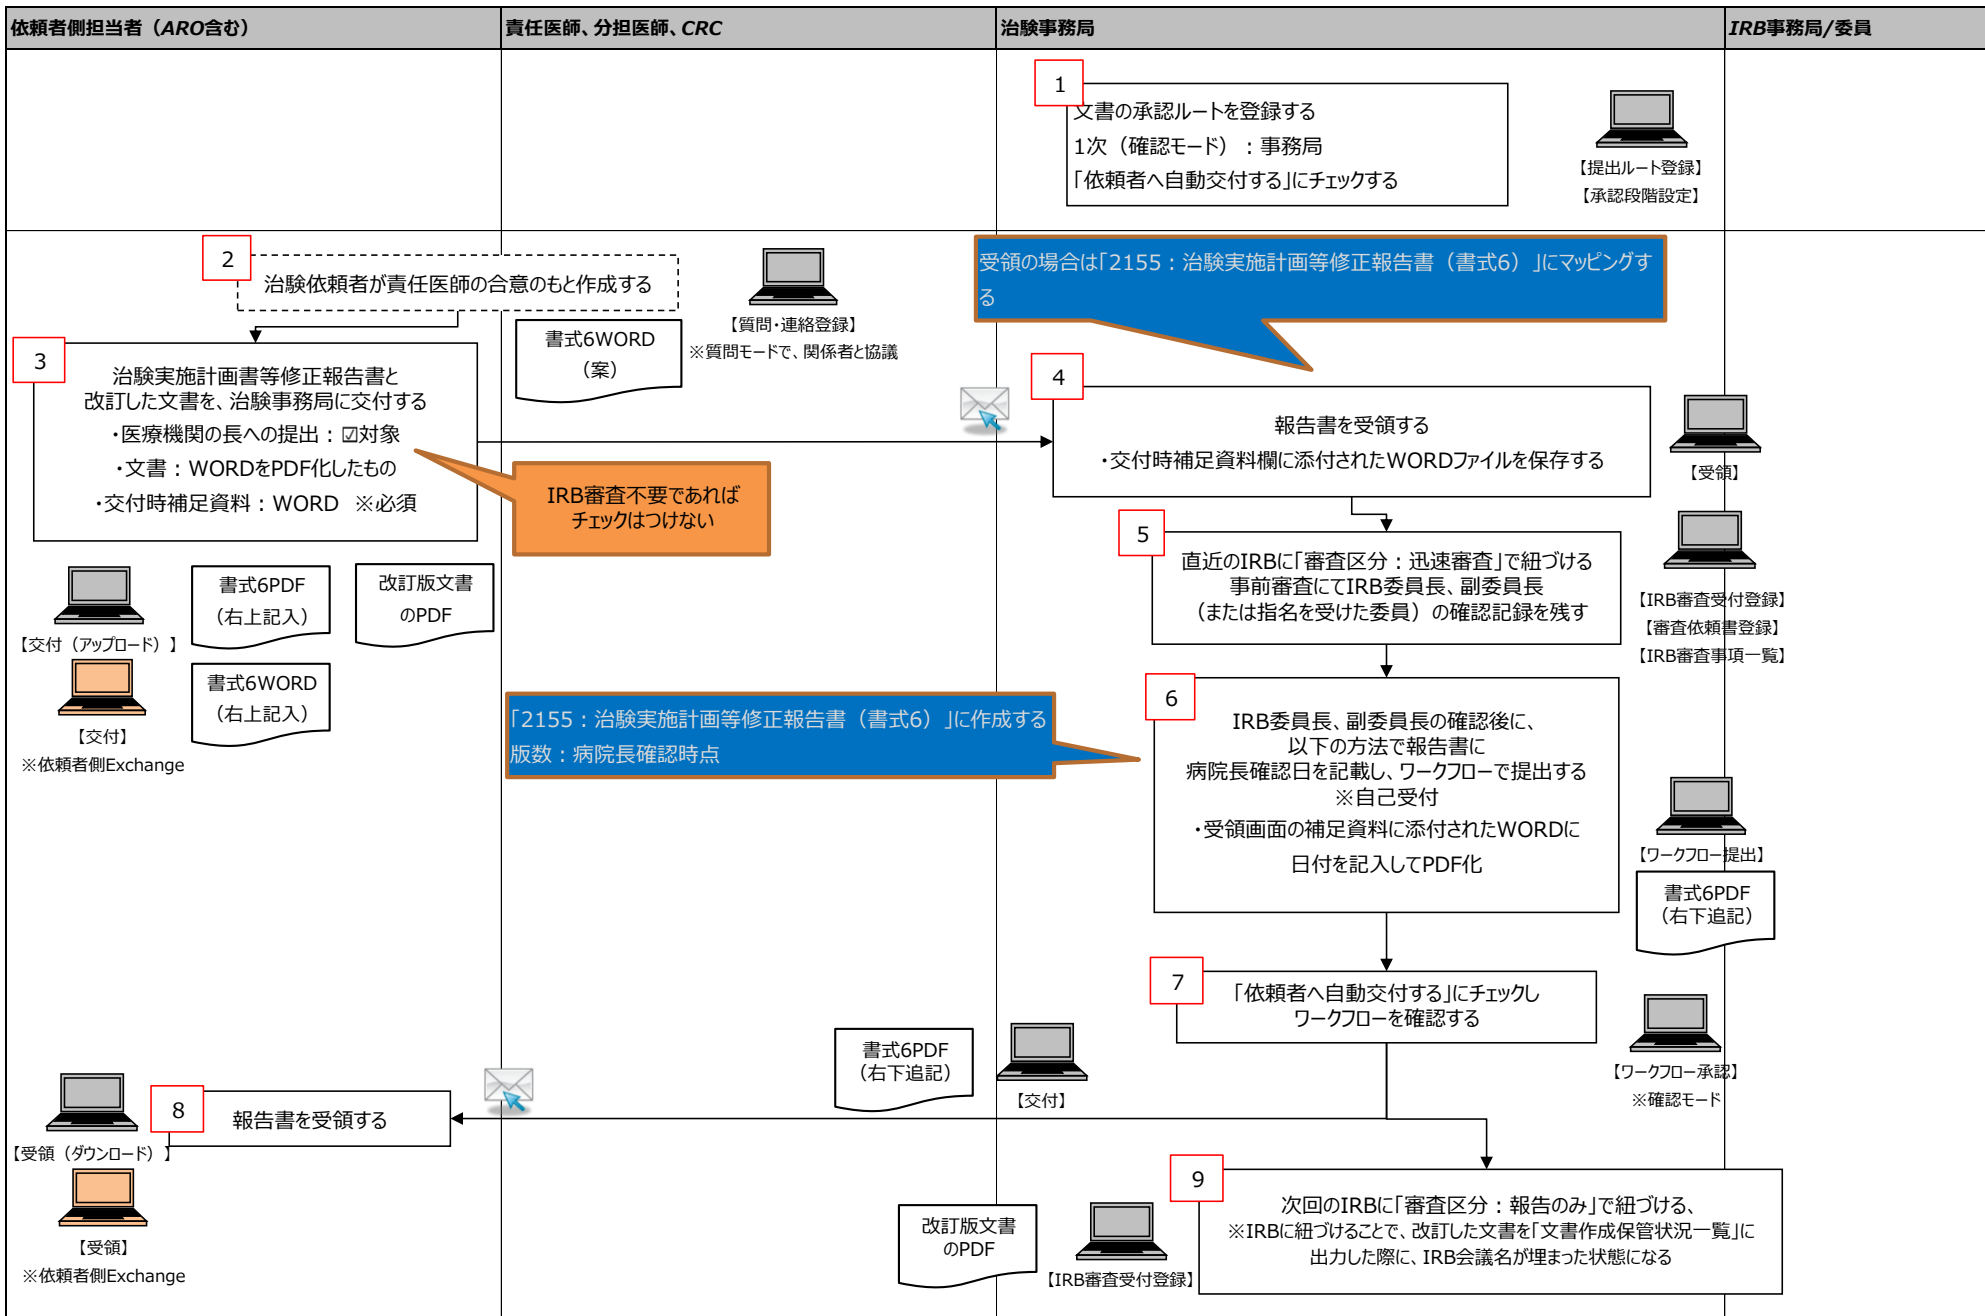 依頼者側担当者（ARO含む）
責任医師、分担医師、CRC
治験事務局
IRB事務局/委員
1
文書の承認ルートを登録する
1次（確認モード）：事務局
「依頼者へ自動交付する」にチェックする
【提出ルート登録】
【承認段階設定】
2
治験依頼者が責任医師の合意のもと作成する
書式6WORD
（案）
【質問・連絡登録】
※質問モードで、関係者と協議
受領の場合は「2155：治験実施計画等修正報告書（書式6）」にマッピングす
る
3
治験実施計画書等修正報告書と
改訂した文書を、治験事務局に交付する
・医療機関の長への提出：☑対象
・文書：WORDをPDF化したもの
・交付時補足資料：WORD　※必須
IRB審査不要であれば
チェックはつけない
4
報告書を受領する
・交付時補足資料欄に添付されたWORDファイルを保存する
【受領】
5
直近のIRBに「審査区分：迅速審査」で紐づける
事前審査にてIRB委員長、副委員長
（または指名を受けた委員）の確認記録を残す
【IRB審査受付登録】
【審査依頼書登録】
【IRB審査事項一覧】
【交付（アップロード）】
書式6PDF
（右上記入）
改訂版文書
のPDF
【交付】
※依頼者側Exchange
書式6WORD
（右上記入）
「2155：治験実施計画等修正報告書（書式6）」に作成する
版数：病院長確認時点
6
IRB委員長、副委員長の確認後に、
以下の方法で報告書に
病院長確認日を記載し、ワークフローで提出する
※自己受付
・受領画面の補足資料に添付されたWORDに
日付を記入してPDF化
【ワークフロー提出】
書式6PDF
（右下追記）
7
「依頼者へ自動交付する」にチェックし
ワークフローを確認する
【ワークフロー承認】
※確認モード
書式6PDF
（右下追記）
【交付】
8
報告書を受領する
【受領（ダウンロード）】
【受領】
※依頼者側Exchange
9
次回のIRBに「審査区分：報告のみ」で紐づける、
※IRBに紐づけることで、改訂した文書を「文書作成保管状況一覧」に
出力した際に、IRB会議名が埋まった状態になる
改訂版文書
のPDF
【IRB審査受付登録】